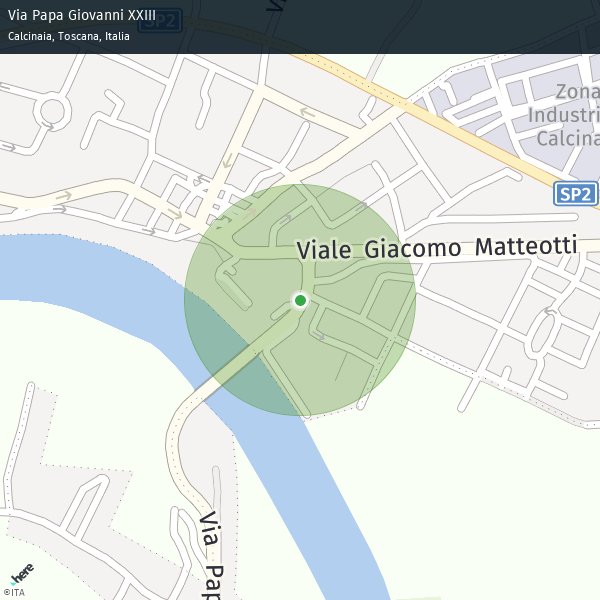 Via Papa Giovanni XXIII
Calcinaia, Toscana, Italia
SP2
Zona
Industri
Calcina
SP2
Viale Giacomo Matteotti
Via Pap
here
©ITA